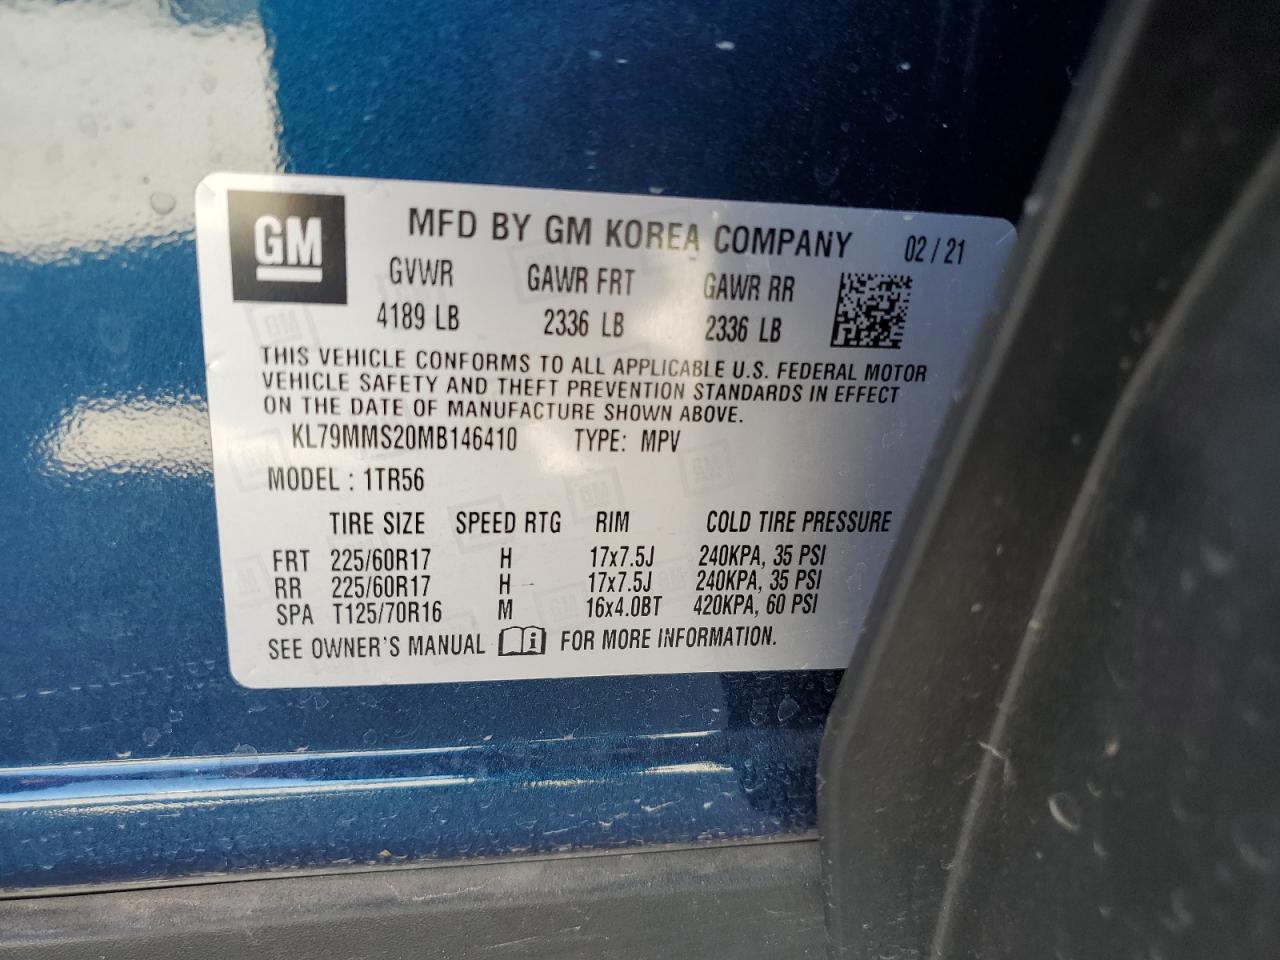 GM MFD BY GM KOREA COMPANY 02/21
GVWR GAWR FRT GAWR RR
4189 LB 2336 LB 2336 LB
THIS VEHICLE CONFORMS TO ALL APPLICABLE U.S. FEDERAL MOTOR
VEHICLE SAFETY AND THEFT PREVENTION STANDARDS IN EFFECT
ON THE DATE OF MANUFACTURE SHOWN ABOVE.
KL79MMS20MB146410 TYPE: MPV
MODEL : 1TR56
TIRE SIZE SPEED RTG RIM COLD TIRE PRESSURE
FRT 225/60R17 H 17x7.5J 240KPA, 35 PSI
RR 225/60R17 H 17x7.5J 240KPA, 35 PSI
SPA T125/70R16 M 16x4.0BT 420KPA, 60 PSI
SEE OWNER'S MANUAL i FOR MORE INFORMATION.